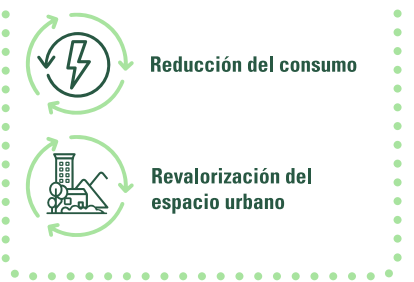 Reducción del consumo
Revalorización del
espacio urbano